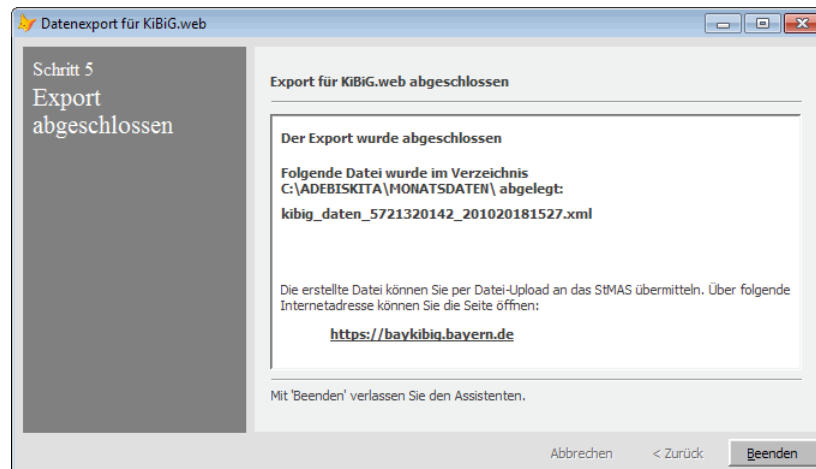 Datenexport für KiBiG.web
Schritt 5
Export
abgeschlossen
Export für KiBiG.web abgeschlossen
Der Export wurde abgeschlossen
Folgende Datei wurde im Verzeichnis
C:\ADEBISKITA\MONATSDATEN\ abgelegt:
kibig_daten_5721320142_201020181527.xml
Die erstellte Datei können Sie per Datei-Upload an das StMAS übermitteln. Über folgende
Internetadresse können Sie die Seite öffnen:
https://baykibig.bayern.de
Mit 'Beenden' verlassen Sie den Assistenten.
Abbrechen < Zurück Beenden